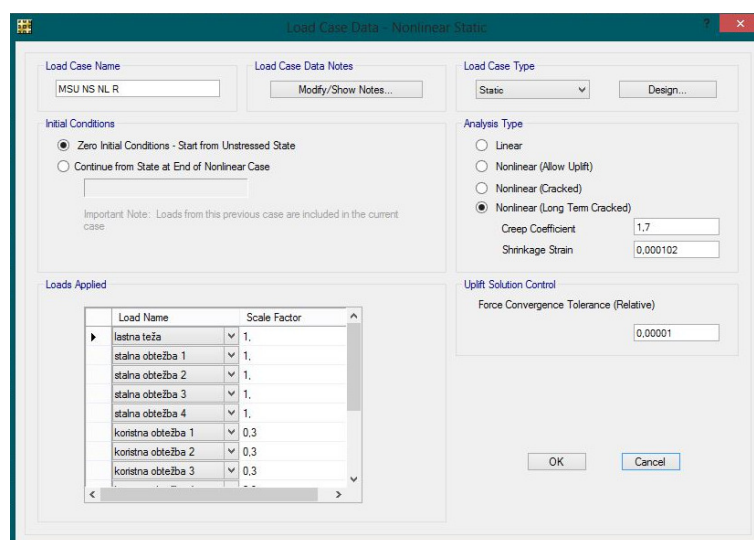 Load Case Data - Nonlinear Static
? ×
Load Case Name
MSU NS NL R
Load Case Data Notes
Modify/Show Notes...
Load Case Type
Static
Design...
Initial Conditions
Zero Initial Conditions - Start from Unstressed State
Continue from State at End of Nonlinear Case
Important Note: Loads from this previous case are included in the current
case
Analysis Type
Linear
Nonlinear (Allow Uplift)
Nonlinear (Cracked)
Nonlinear (Long Term Cracked)
Creep Coefficient 1,7
Shrinkage Strain 0,000102
Loads Applied
Load Name Scale Factor
lastna teža 1,
stalna obtežba 1 1,
stalna obtežba 2 1,
stalna obtežba 3 1,
stalna obtežba 4 1,
koristna obtežba 1 0,3
koristna obtežba 2 0,3
koristna obtežba 3 0,3
Uplift Solution Control
Force Convergence Tolerance (Relative)
0,00001
OK
Cancel